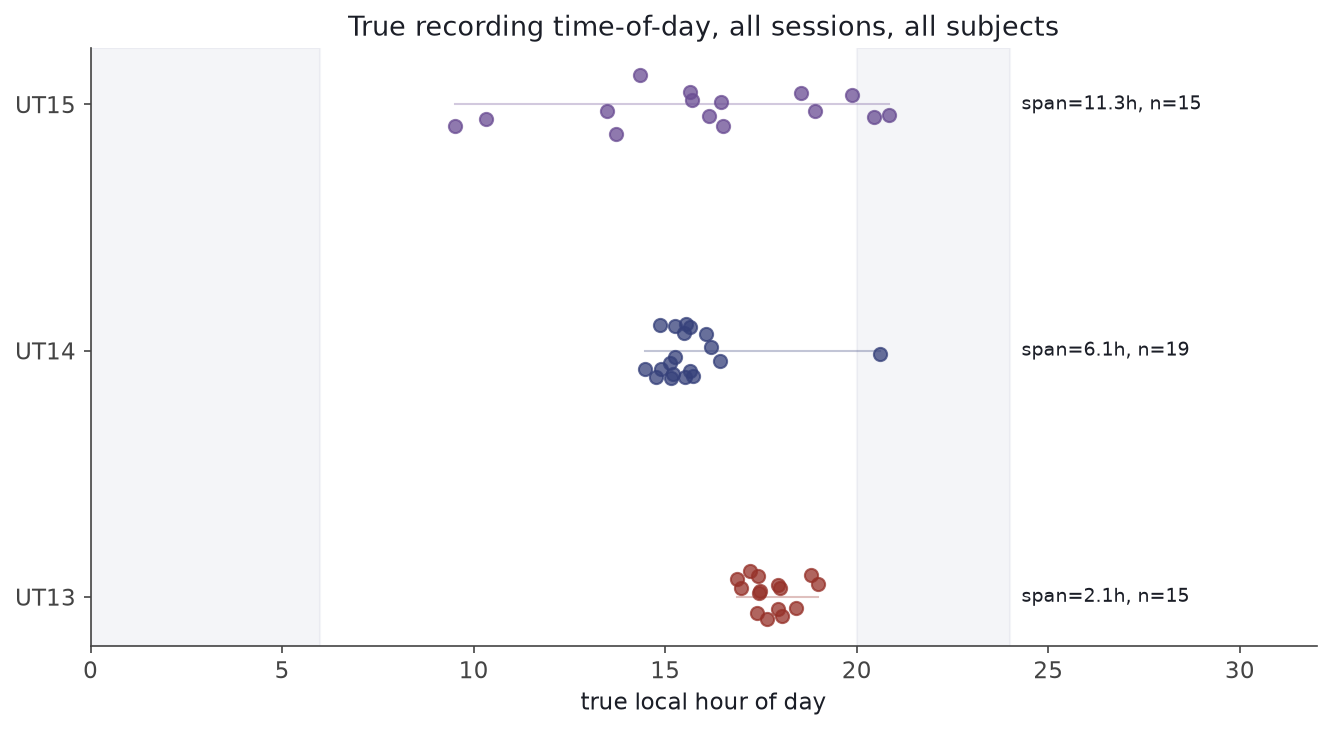 True recording time-of-day, all sessions, all subjects
UT15
span=11.3h, n=15
UT14
span=6.1h, n=19
UT13
span=2.1h, n=15
0 5 10 15 20 25 30
true local hour of day